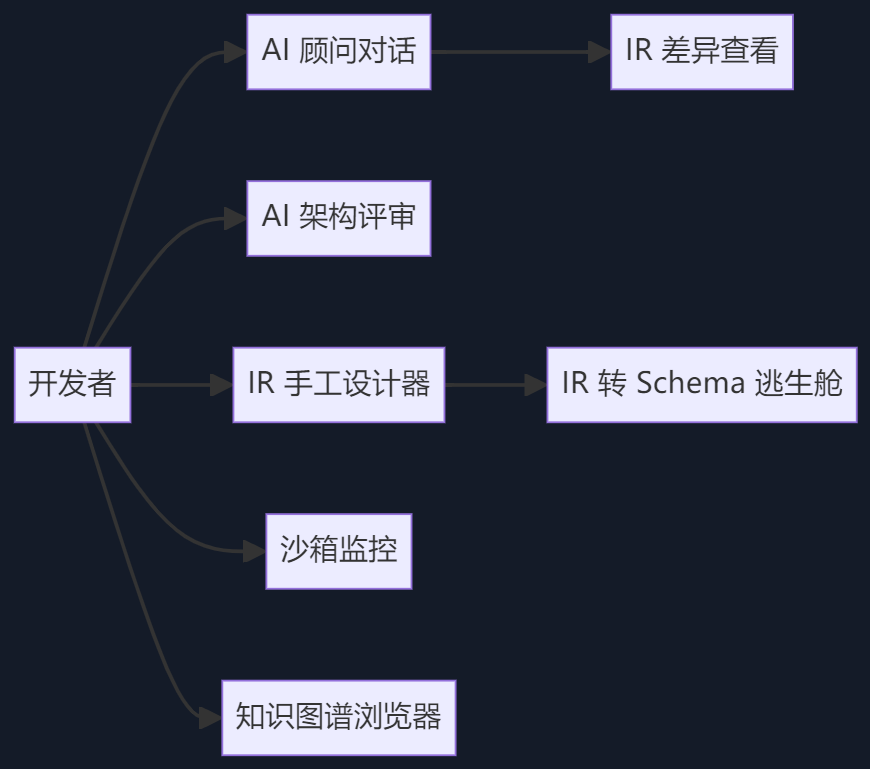 AI 顾问对话
IR 差异查看
AI 架构评审
开发者
IR 手工设计器
IR 转 Schema 逃生舱
沙箱监控
知识图谱浏览器